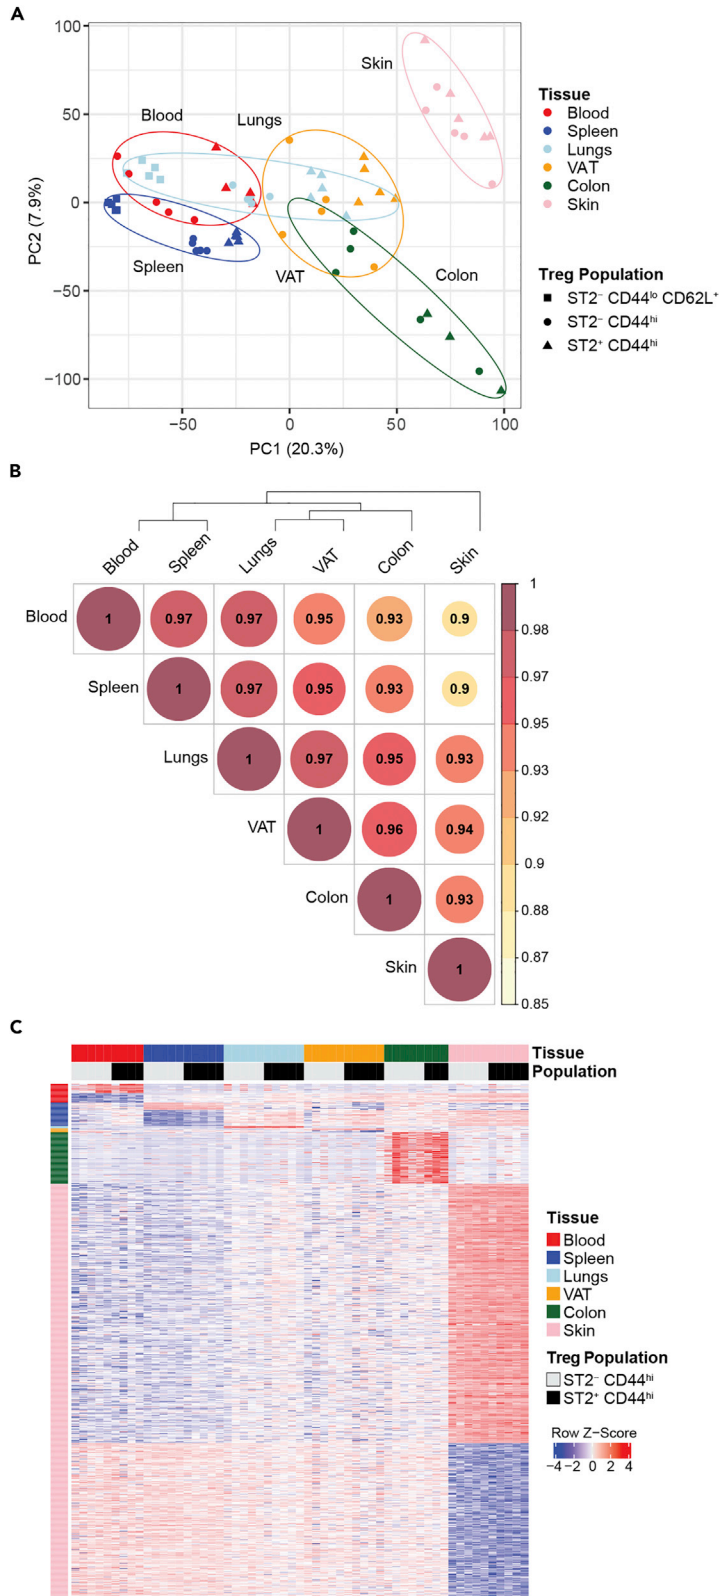 A
100
50
0
−50
−100
PC2 (7.9%)
−50
0
50
100
PC1 (20.3%)
Skin
Blood
Lungs
Spleen
VAT
Colon
Tissue
Blood
Spleen
Lungs
VAT
Colon
Skin
Treg Population
ST2⁻ CD44ˡᵒ CD62L⁺
ST2⁻ CD44ʰⁱ
ST2⁺ CD44ʰⁱ
B
Blood Spleen Lungs VAT Colon Skin
Blood 1 0.97 0.97 0.95 0.93 0.9
Spleen 1 0.97 0.95 0.93 0.9
Lungs 1 0.97 0.95 0.93
VAT 1 0.96 0.94
Colon 1 0.93
Skin 1
1
0.98
0.97
0.95
0.93
0.92
0.9
0.88
0.87
0.85
C
Tissue
Population
Tissue
Blood
Spleen
Lungs
VAT
Colon
Skin
Treg Population
ST2⁻ CD44ʰⁱ
ST2⁺ CD44ʰⁱ
Row Z−Score
−4 −2 0 2 4